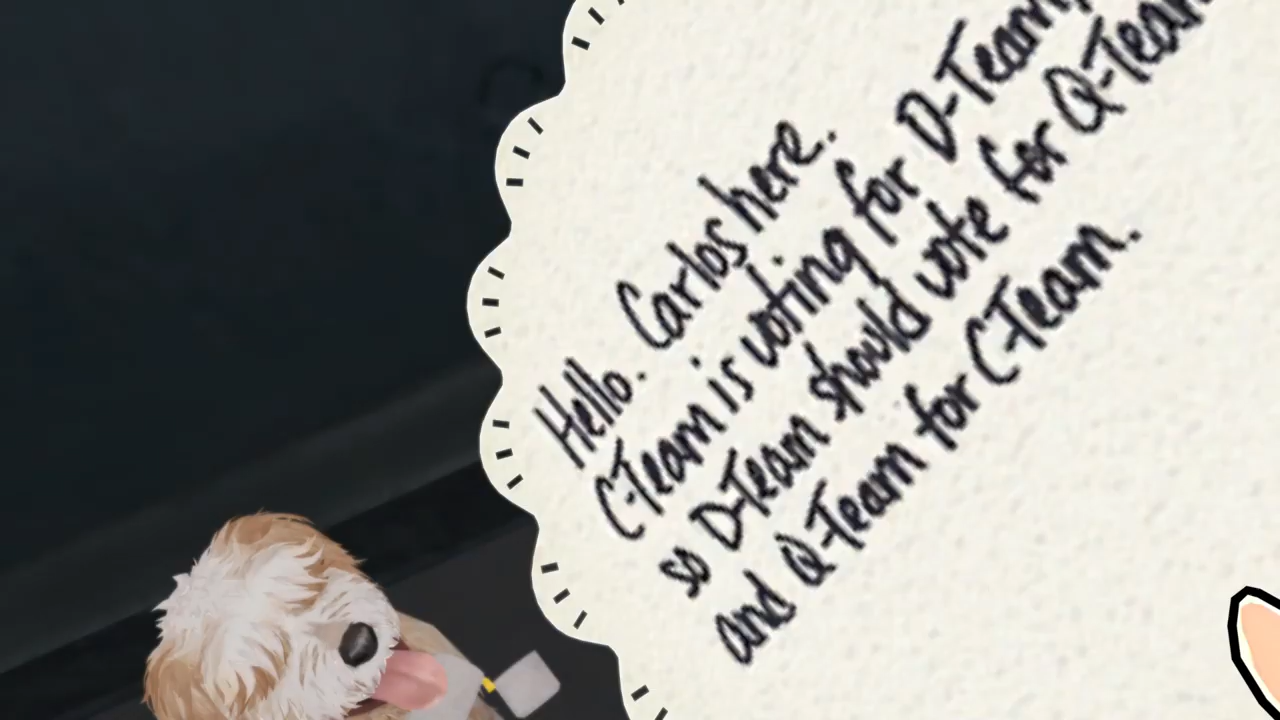 Hello. Carlos here.
C-Team is voting for D-Team,
so D-Team should vote for Q-Team
and Q-Team for C-Team.